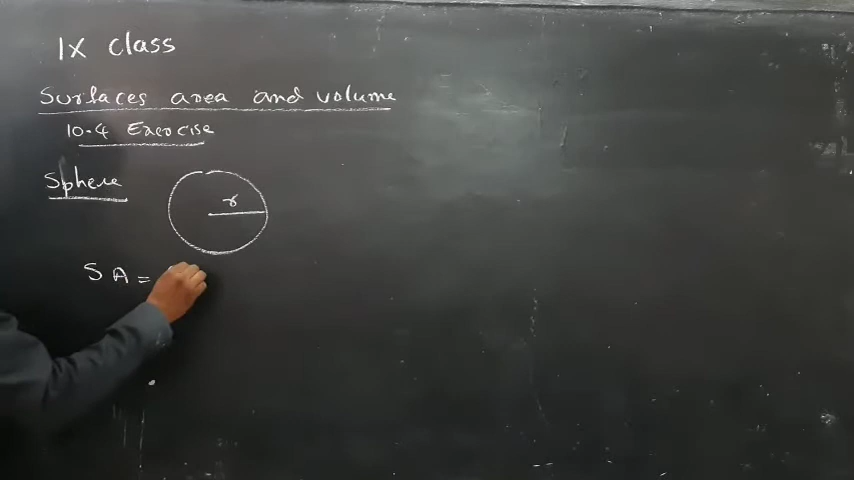 IX class
Surfaces area and volume
10.4 Exercise
Sphere
r
S A =